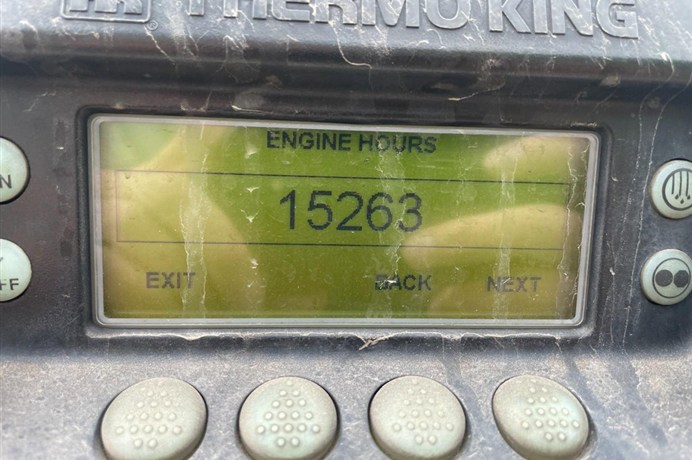 THERMO KING
ENGINE HOURS
15263
EXIT BACK NEXT